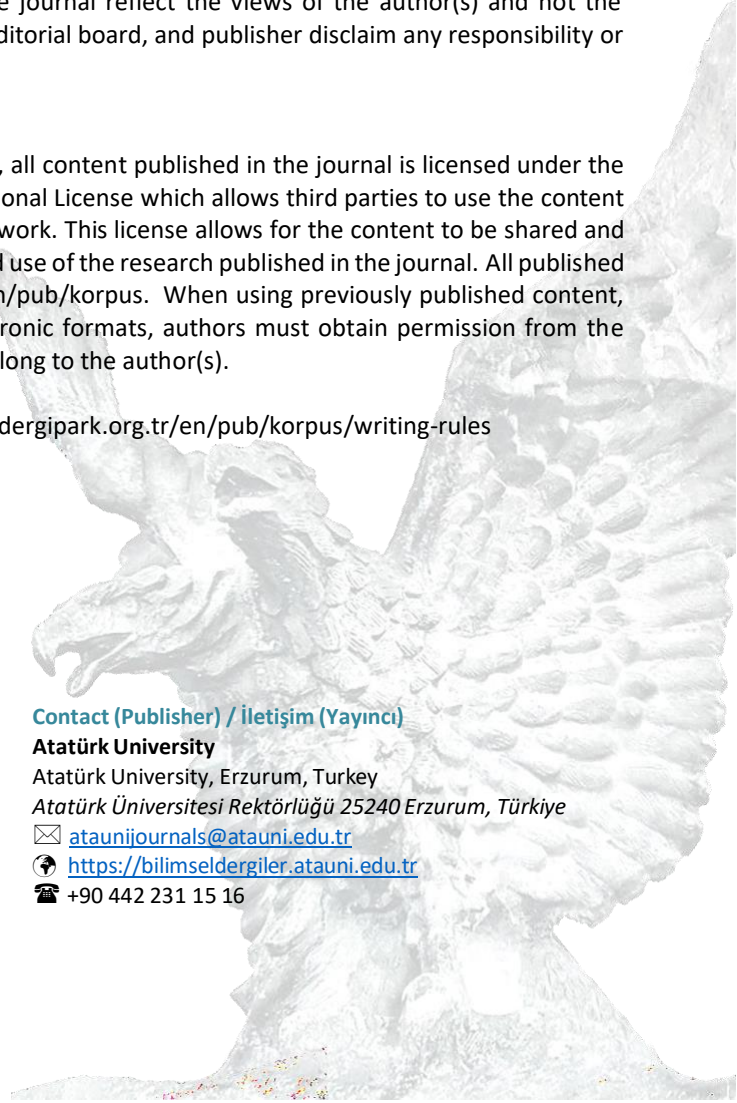 e journal reflect the views of the author(s) and not the
ditorial board, and publisher disclaim any responsibility or
, all content published in the journal is licensed under the
onal License which allows third parties to use the content
work. This license allows for the content to be shared and
d use of the research published in the journal. All published
n/pub/korpus. When using previously published content,
ronic formats, authors must obtain permission from the
long to the author(s).
dergipark.org.tr/en/pub/korpus/writing-rules
Contact (Publisher) / İletişim (Yayıncı)
Atatürk University
Atatürk University, Erzurum, Turkey
Atatürk Üniversitesi Rektörlüğü 25240 Erzurum, Türkiye
ataunijournals@atauni.edu.tr
https://bilimseldergiler.atauni.edu.tr
+90 442 231 15 16